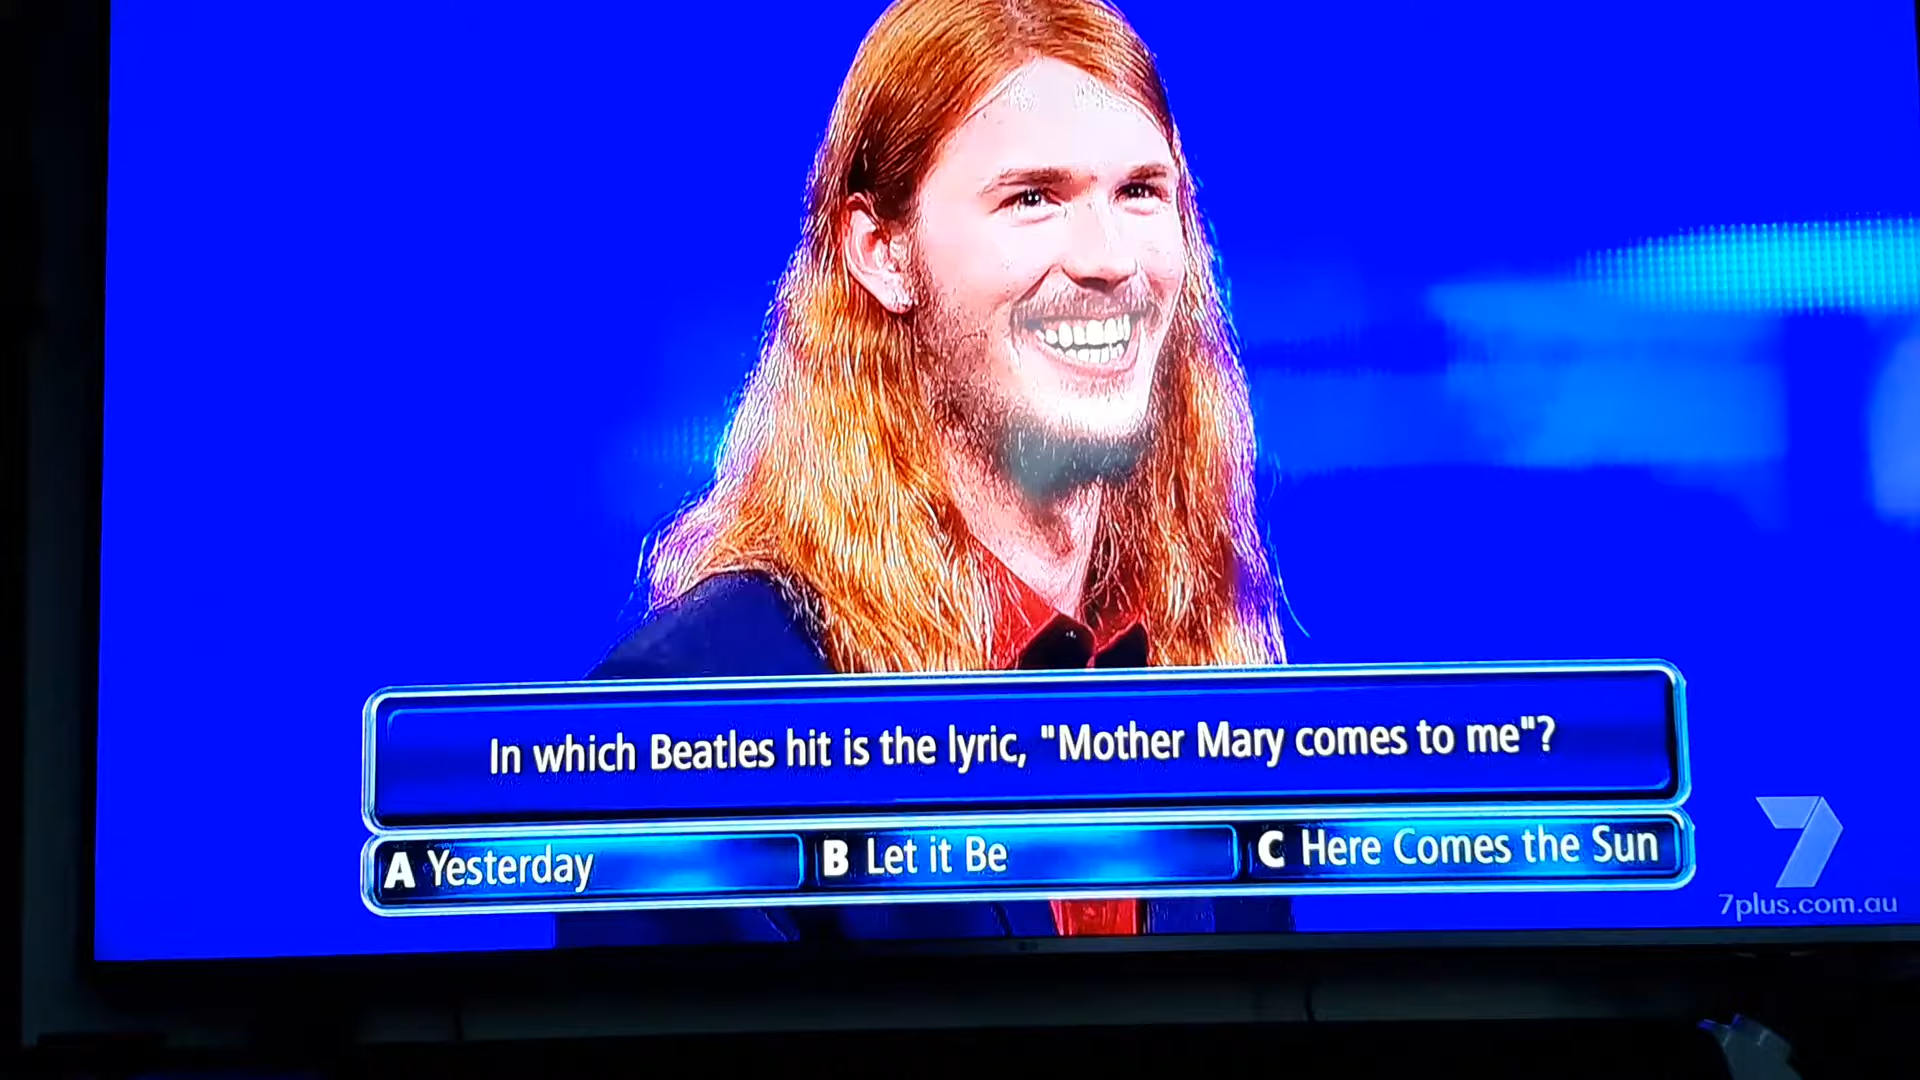 In which Beatles hit is the lyric, "Mother Mary comes to me"?
A Yesterday
B Let it Be
C Here Comes the Sun
7
7plus.com.au